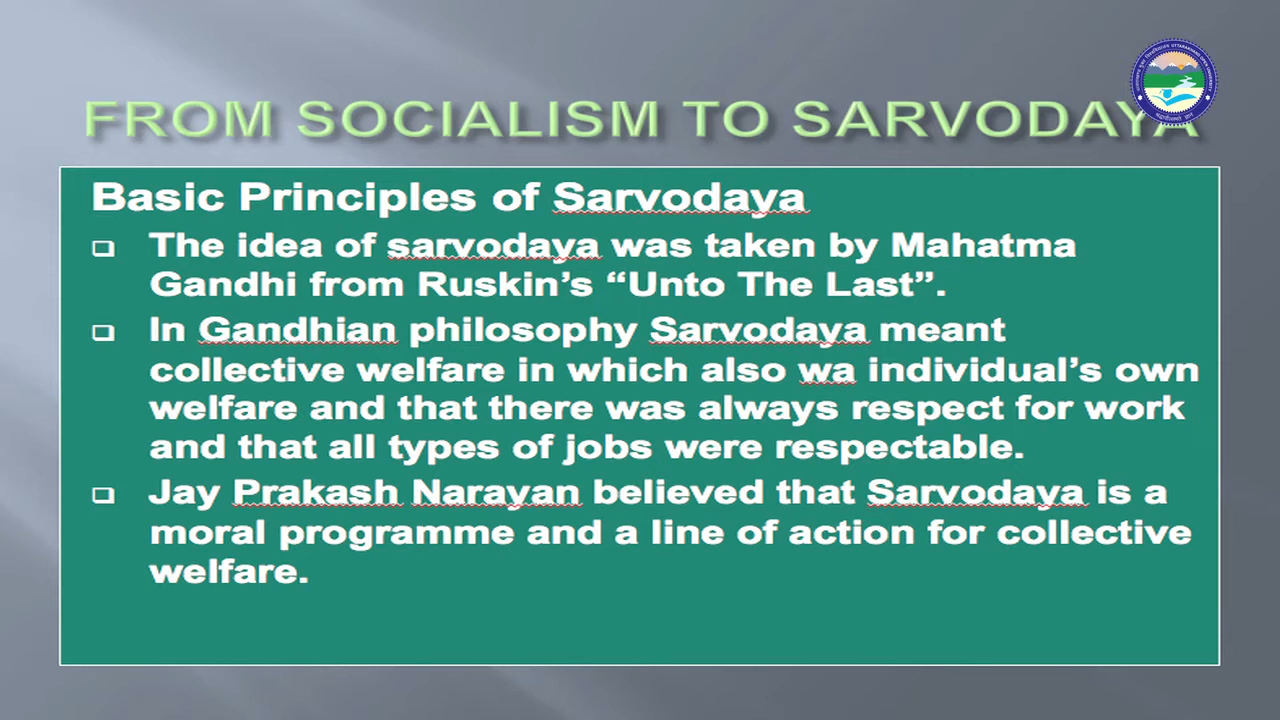 FROM SOCIALISM TO SARVODAYA
Basic Principles of Sarvodaya
The idea of sarvodaya was taken by Mahatma
Gandhi from Ruskin’s “Unto The Last”.
In Gandhian philosophy Sarvodaya meant
collective welfare in which also wa individual’s own
welfare and that there was always respect for work
and that all types of jobs were respectable.
Jay Prakash Narayan believed that Sarvodaya is a
moral programme and a line of action for collective
welfare.